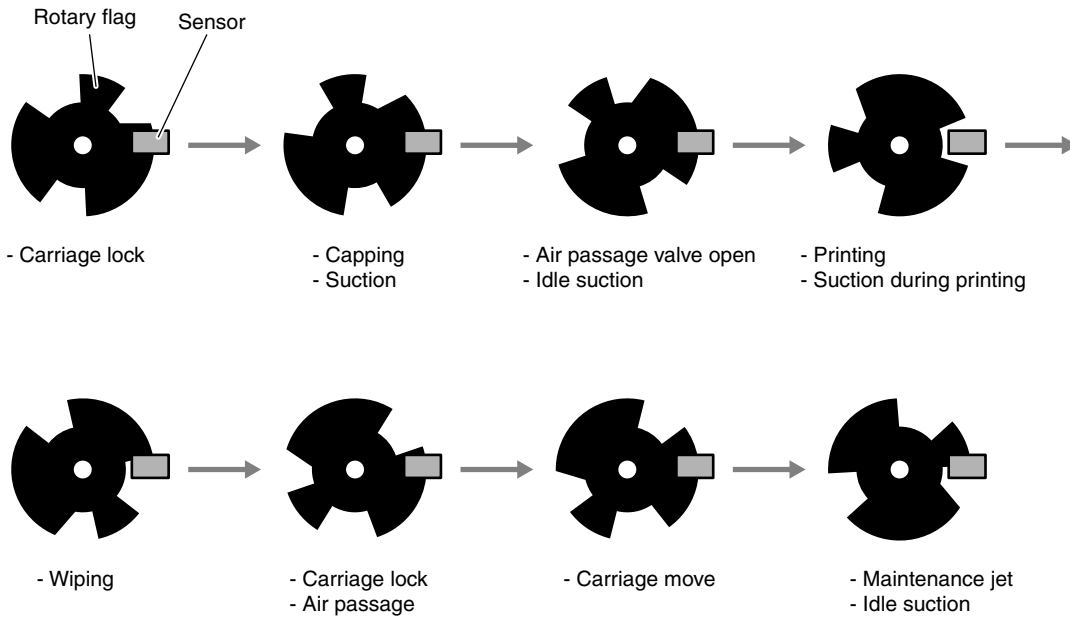 Rotary flag
Sensor
- Carriage lock
- Capping
- Suction
- Air passage valve open
- Idle suction
- Printing
- Suction during printing
- Wiping
- Carriage lock
- Air passage
- Carriage move
- Maintenance jet
- Idle suction